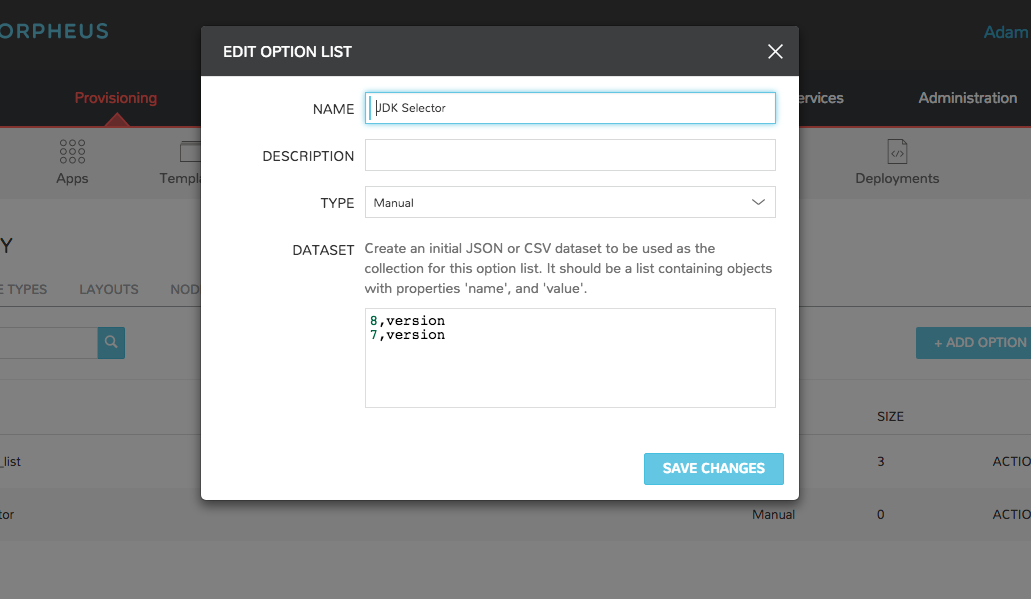 ORPHEUS
Adam
EDIT OPTION LIST
Provisioning
ervices
Administration
NAME
JDK Selector
DESCRIPTION
Apps
Templa
Deployments
TYPE
Manual
Y
DATASET
Create an initial JSON or CSV dataset to be used as the
collection for this option list. It should be a list containing objects
with properties 'name', and 'value'.
E TYPES
LAYOUTS
NOD
8,version
7,version
+ ADD OPTION
SIZE
_list
3
ACTIO
SAVE CHANGES
tor
Manual
0
ACTIO